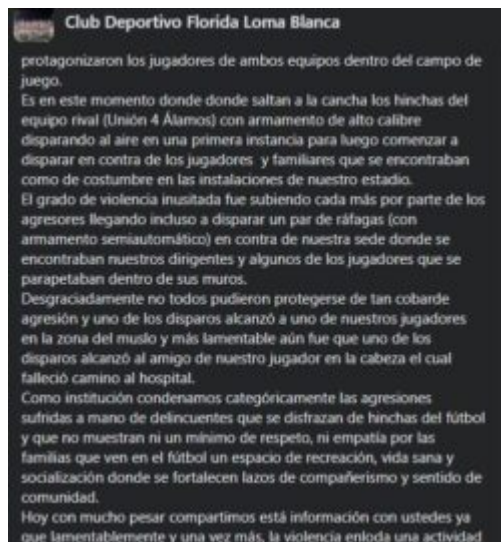 Club Deportivo Florida Loma Blanca
protagonizaron los jugadores de ambos equipos dentro del campo de
juego.
Es en este momento donde donde saltan a la cancha los hinchas del
equipo rival (Unión 4 Álamos) con armamento de alto calibre
disparando al aire en una primera instancia para luego comenzar a
disparar en contra de los jugadores y familiares que se encontraban
como de costumbre en las instalaciones de nuestro estadio.
El grado de violencia inusitada fue subiendo cada más por parte de los
agresores llegando incluso a disparar un par de ráfagas (con
armamento semiautomático) en contra de nuestra sede donde se
encontraban nuestros dirigentes y algunos de los jugadores que se
parapetaban dentro de sus muros.
Desgraciadamente no todos pudieron protegerse de tan cobarde
agresión y uno de los disparos alcanzó a uno de nuestros jugadores
en la zona del muslo y más lamentable aún fue que uno de los
disparos alcanzó al amigo de nuestro jugador en la cabeza el cual
falleció camino al hospital.
Como institución condenamos categóricamente las agresiones
sufridas a mano de delincuentes que se disfrazan de hinchas del fútbol
y que no muestran ni un mínimo de respeto, ni empatía por las
familias que ven en el fútbol un espacio de recreación, vida sana y
socialización donde se fortalecen lazos de compañerismo y sentido de
comunidad.
Hoy con mucho pesar compartimos está información con ustedes ya
que lamentablemente y una vez más, la violencia enloda una actividad